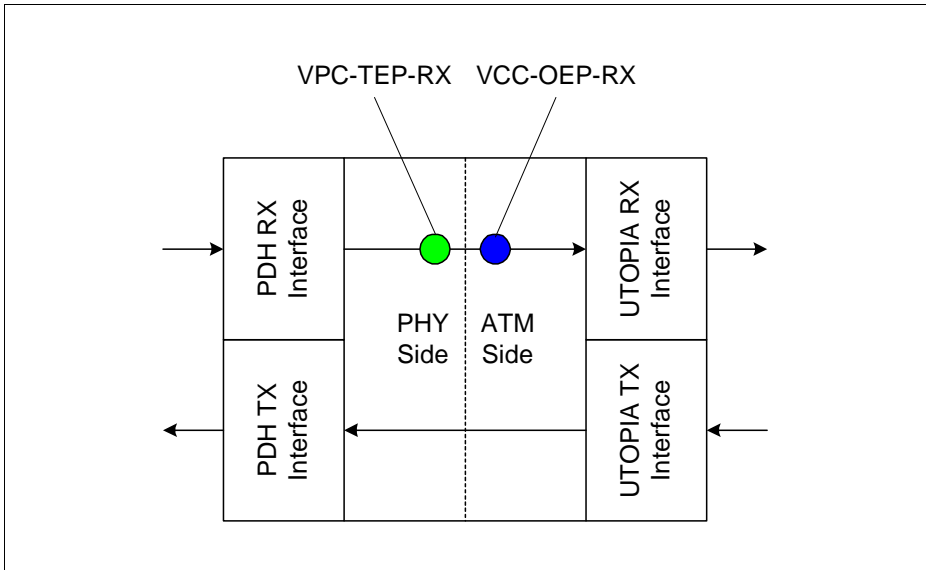 VPC-TEP-RX VCC-OEP-RX
PDH RX
Interface
UTOPIA RX
Interface
PHY
Side
ATM
Side
PDH TX
Interface
UTOPIA TX
Interface